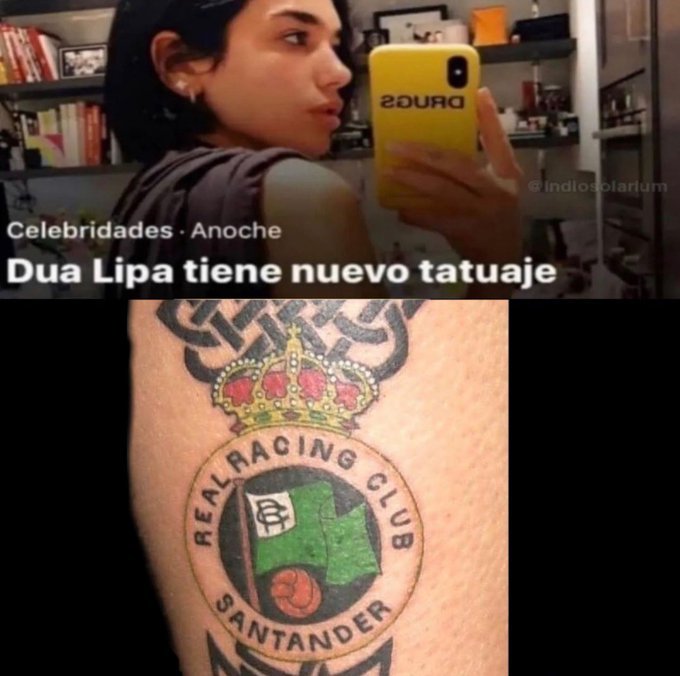 DRUGS
@indiosolarium
Celebridades · Anoche
Dua Lipa tiene nuevo tatuaje
REAL RACING CLUB
SANTANDER